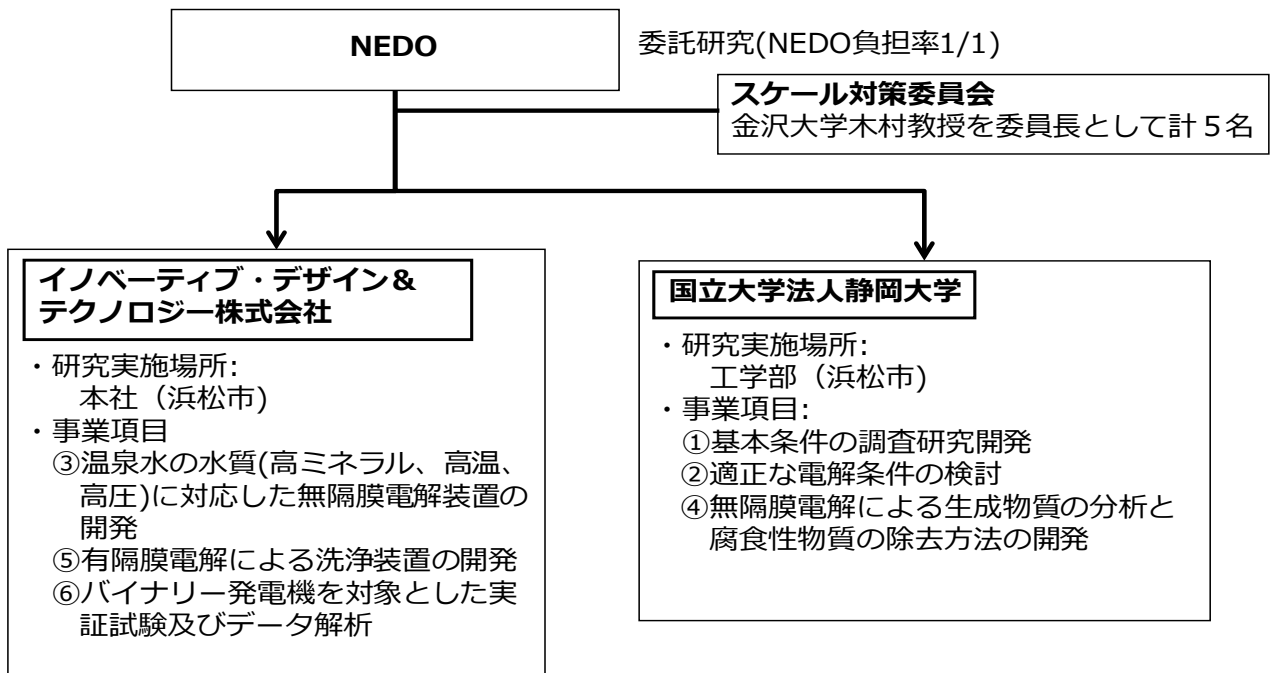 NEDO
委託研究(NEDO負担率1/1)
スケール対策委員会
金沢大学木村教授を委員長として計５名
イノベーティブ・デザイン＆
テクノロジー株式会社
・研究実施場所:
本社（浜松市)
・事業項目
③温泉水の水質(高ミネラル、高温、
高圧)に対応した無隔膜電解装置の
開発
⑤有隔膜電解による洗浄装置の開発
⑥バイナリー発電機を対象とした実
証試験及びデータ解析
国立大学法人静岡大学
・研究実施場所:
工学部（浜松市)
・事業項目:
①基本条件の調査研究開発
②適正な電解条件の検討
④無隔膜電解による生成物質の分析と
腐食性物質の除去方法の開発